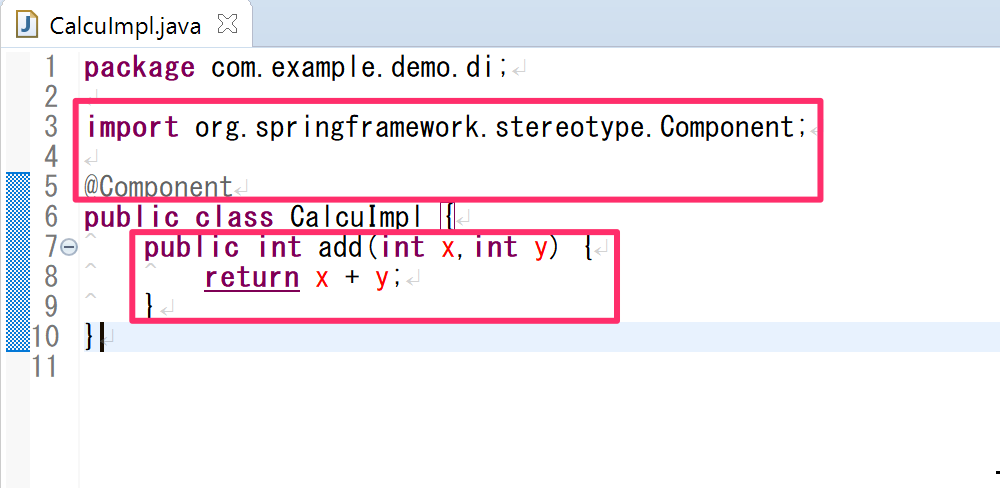 CalcuImpl.java
1 package com.example.demo.di;
2
3 import org.springframework.stereotype.Component;
4
5 @Component
6 public class CalcuImpl {
7 public int add(int x,int y) {
8 return x + y;
9 }
10 }
11